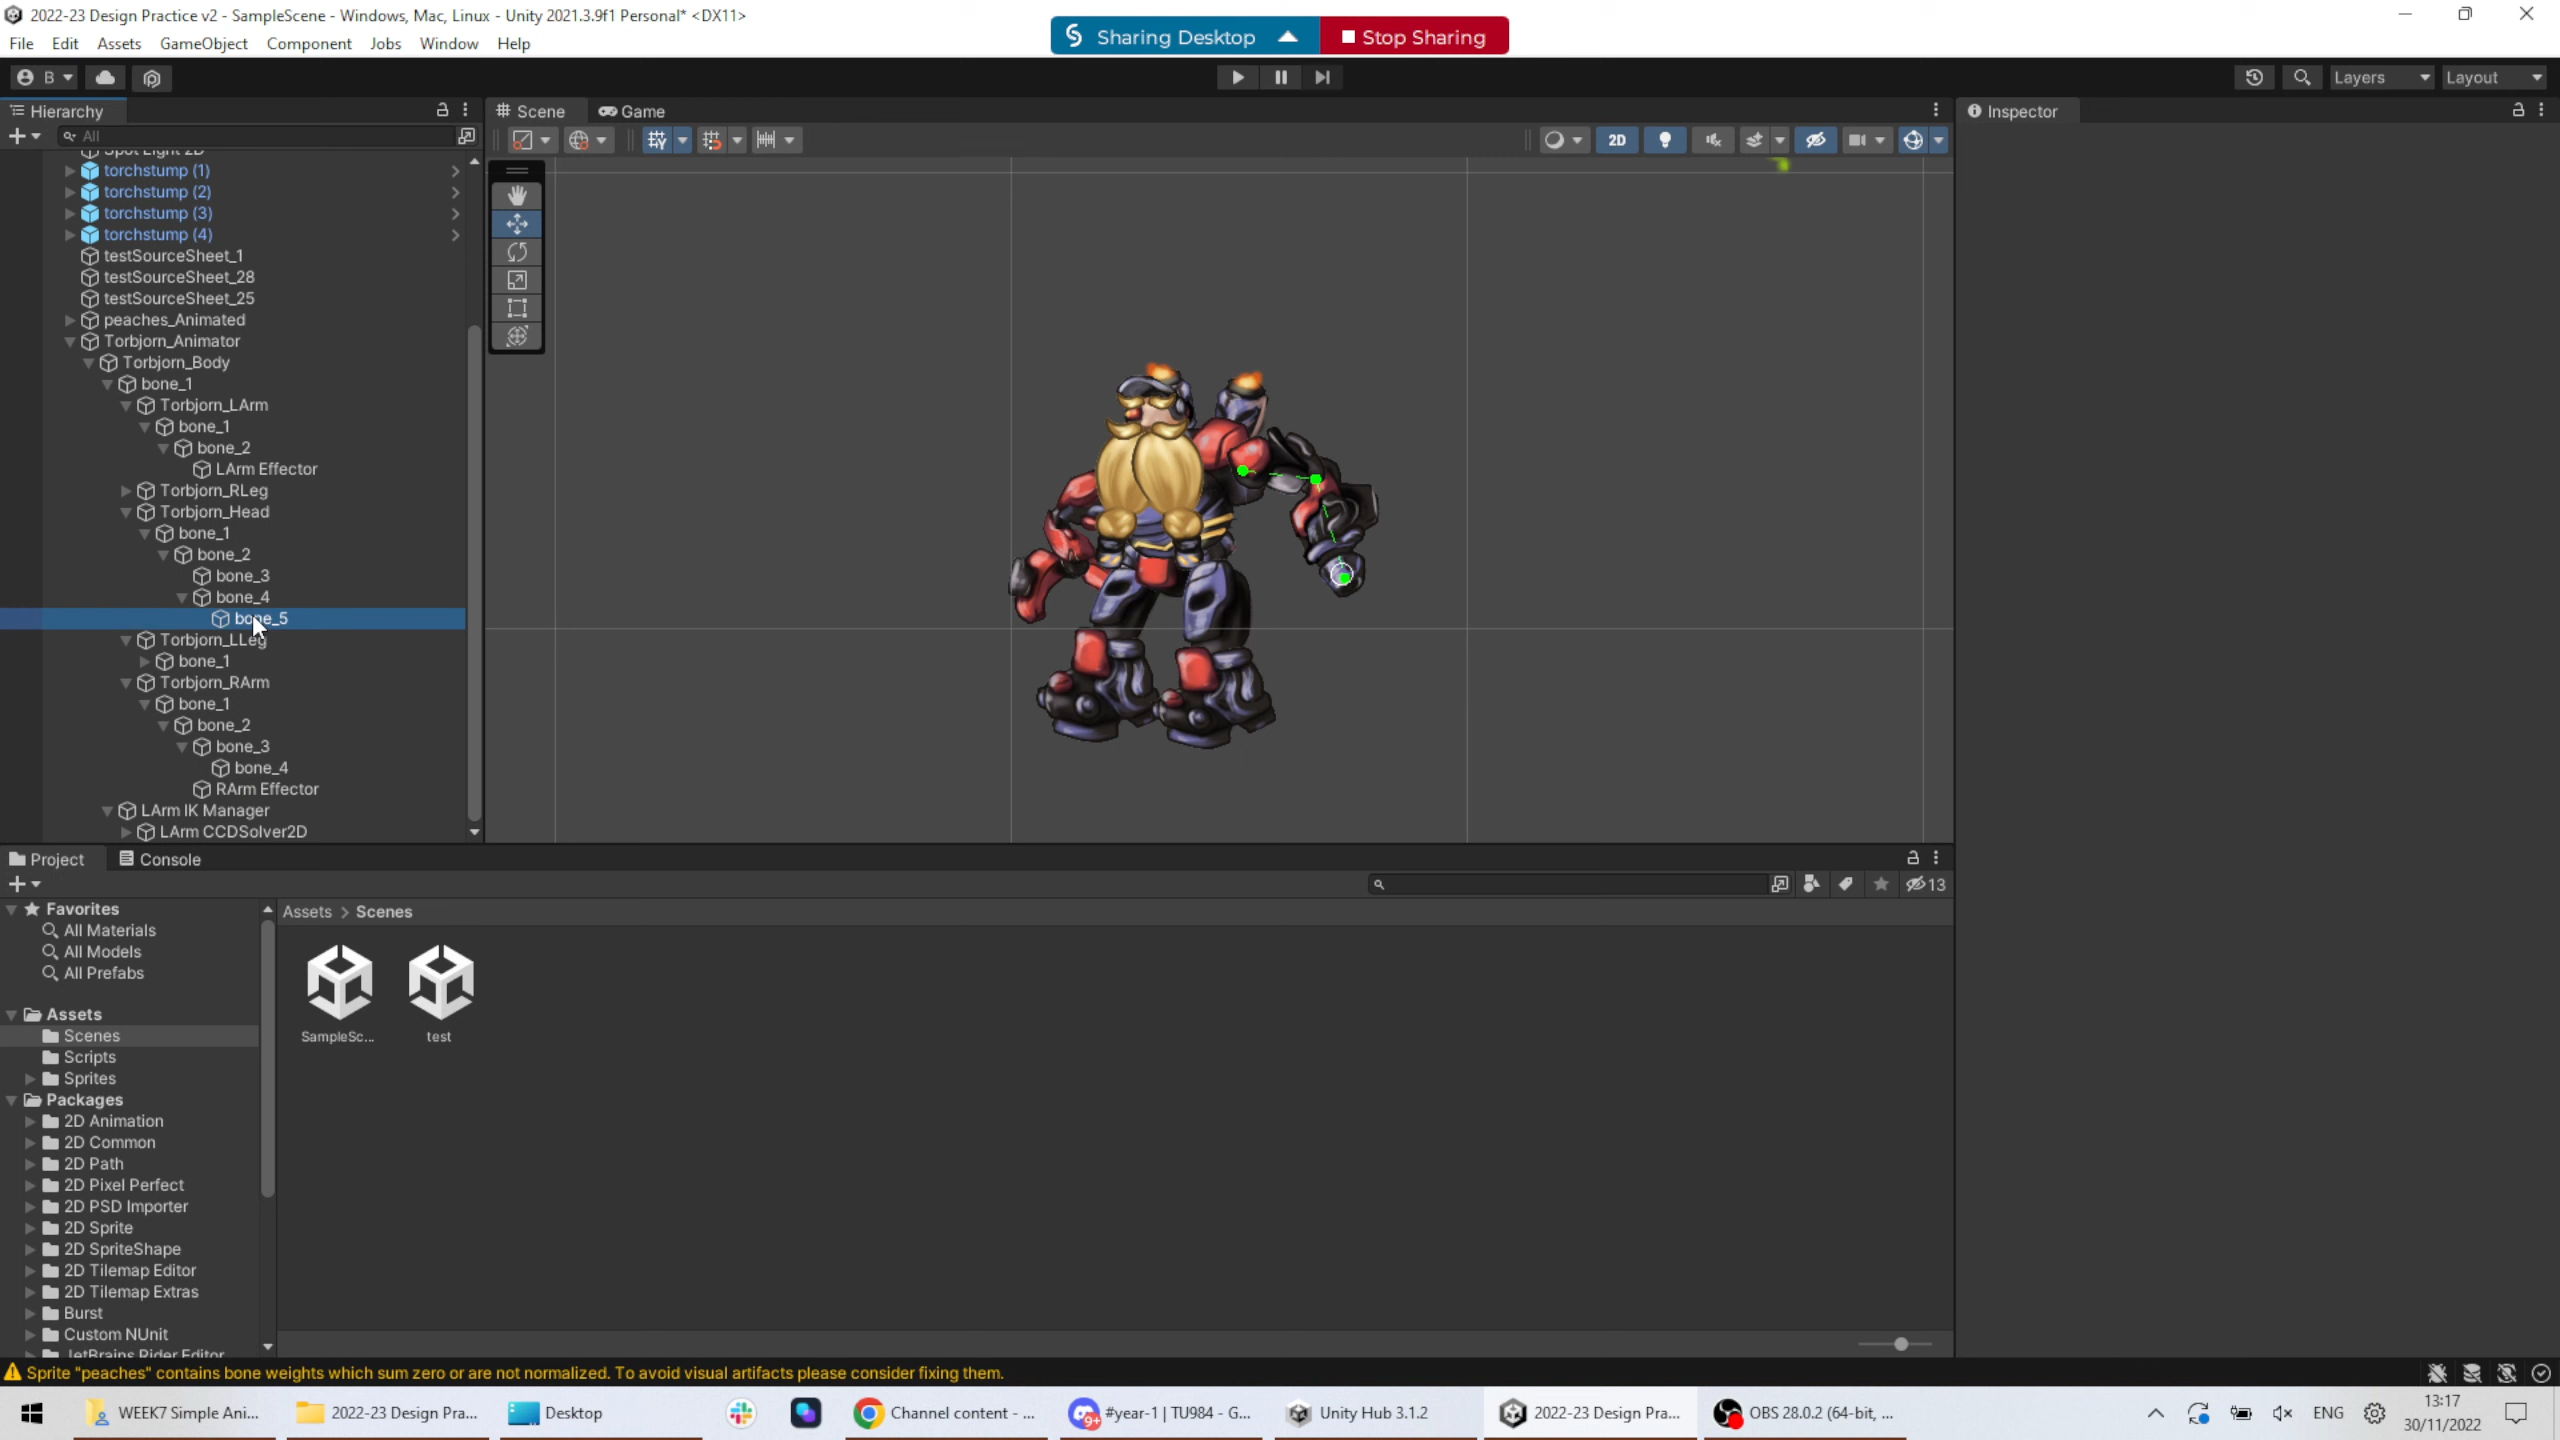 2022-23 Design Practice v2 - SampleScene - Windows, Mac, Linux - Unity 2021.3.9f1 Personal* <DX11>
Sharing Desktop
Stop Sharing
File Edit Assets GameObject Component Jobs Window Help
B
Layers
Layout
Hierarchy
Scene
Game
Inspector
All
2D
Spot Light 2D
torchstump (1)
torchstump (2)
torchstump (3)
torchstump (4)
testSourceSheet_1
testSourceSheet_28
testSourceSheet_25
peaches_Animated
Torbjorn_Animator
Torbjorn_Body
bone_1
Torbjorn_LArm
bone_1
bone_2
LArm Effector
Torbjorn_RLeg
Torbjorn_Head
bone_1
bone_2
bone_3
bone_4
bone_5
Torbjorn_LLeg
bone_1
Torbjorn_RArm
bone_1
bone_2
bone_3
bone_4
RArm Effector
LArm IK Manager
LArm CCDSolver2D
Project
Console
13
Favorites
All Materials
All Models
All Prefabs
Assets
Scenes
Scripts
Sprites
Packages
2D Animation
2D Common
2D Path
2D Pixel Perfect
2D PSD Importer
2D Sprite
2D SpriteShape
2D Tilemap Editor
2D Tilemap Extras
Burst
Custom NUnit
JetBrains Rider Editor
Assets > Scenes
SampleSc...
test
Sprite "peaches" contains bone weights which sum zero or are not normalized. To avoid visual artifacts please consider fixing them.
WEEK7 Simple Ani...
2022-23 Design Pra...
Desktop
Channel content - ...
9+
#year-1 | TU984 - G...
Unity Hub 3.1.2
2022-23 Design Pra...
OBS 28.0.2 (64-bit, ...
ENG
13:17
30/11/2022